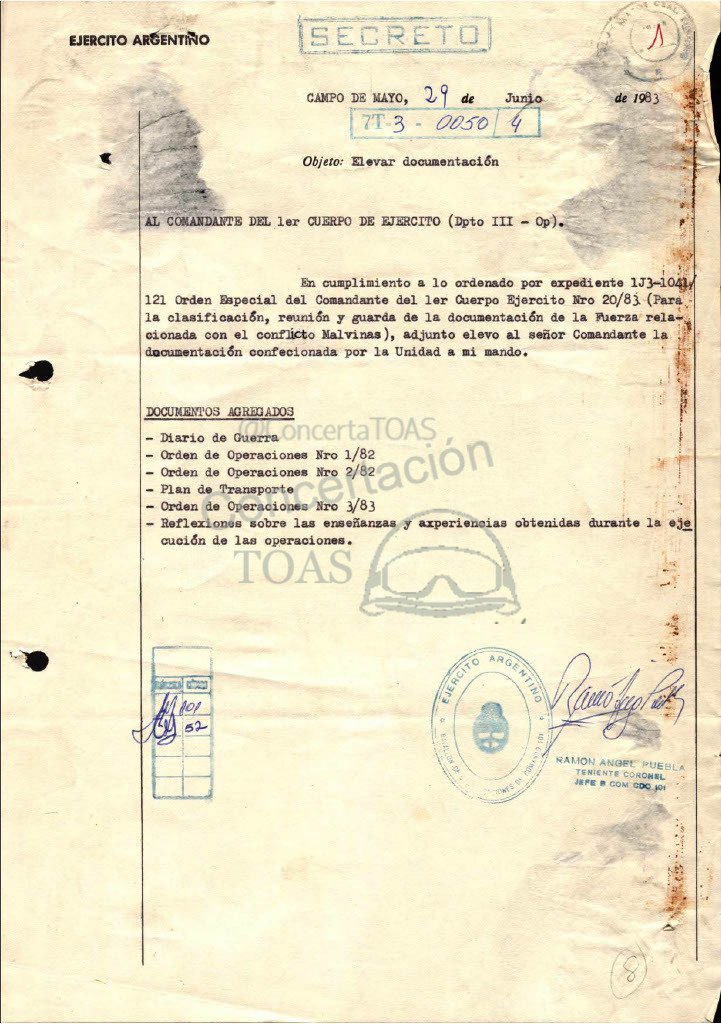 EJERCITO ARGENTINO
SECRETO
1
CAMPO DE MAYO, 29 de Junio de 1983
7T-3 - 0050/4
Objeto: Elevar documentación
AL COMANDANTE DEL 1er CUERPO DE EJERCITO (Dpto III - Op).
En cumplimiento a lo ordenado por expediente 1J3-1041/
121 Orden Especial del Comandante del 1er Cuerpo Ejercito Nro 20/83 (Para
la clasificación, reunión y guarda de la documentación de la Fuerza rela-
cionada con el conflicto Malvinas), adjunto elevo al señor Comandante la
documentación confecionada por la Unidad a mi mando.
DOCUMENTOS AGREGADOS
- Diario de Guerra
- Orden de Operaciones Nro 1/82
- Orden de Operaciones Nro 2/82
- Plan de Transporte
- Orden de Operaciones Nro 3/83
- Reflexiones sobre las enseñanzas y axperiencias obtenidas durante la eje
cución de las operaciones.
@ConcertaTOAS
Concertación
TOAS
101
52
EJERCITO ARGENTINO
DE COMANDO 101
RAMON ANGEL PUEBLA
TENIENTE CORONEL
JEFE B COM CDO 101
8